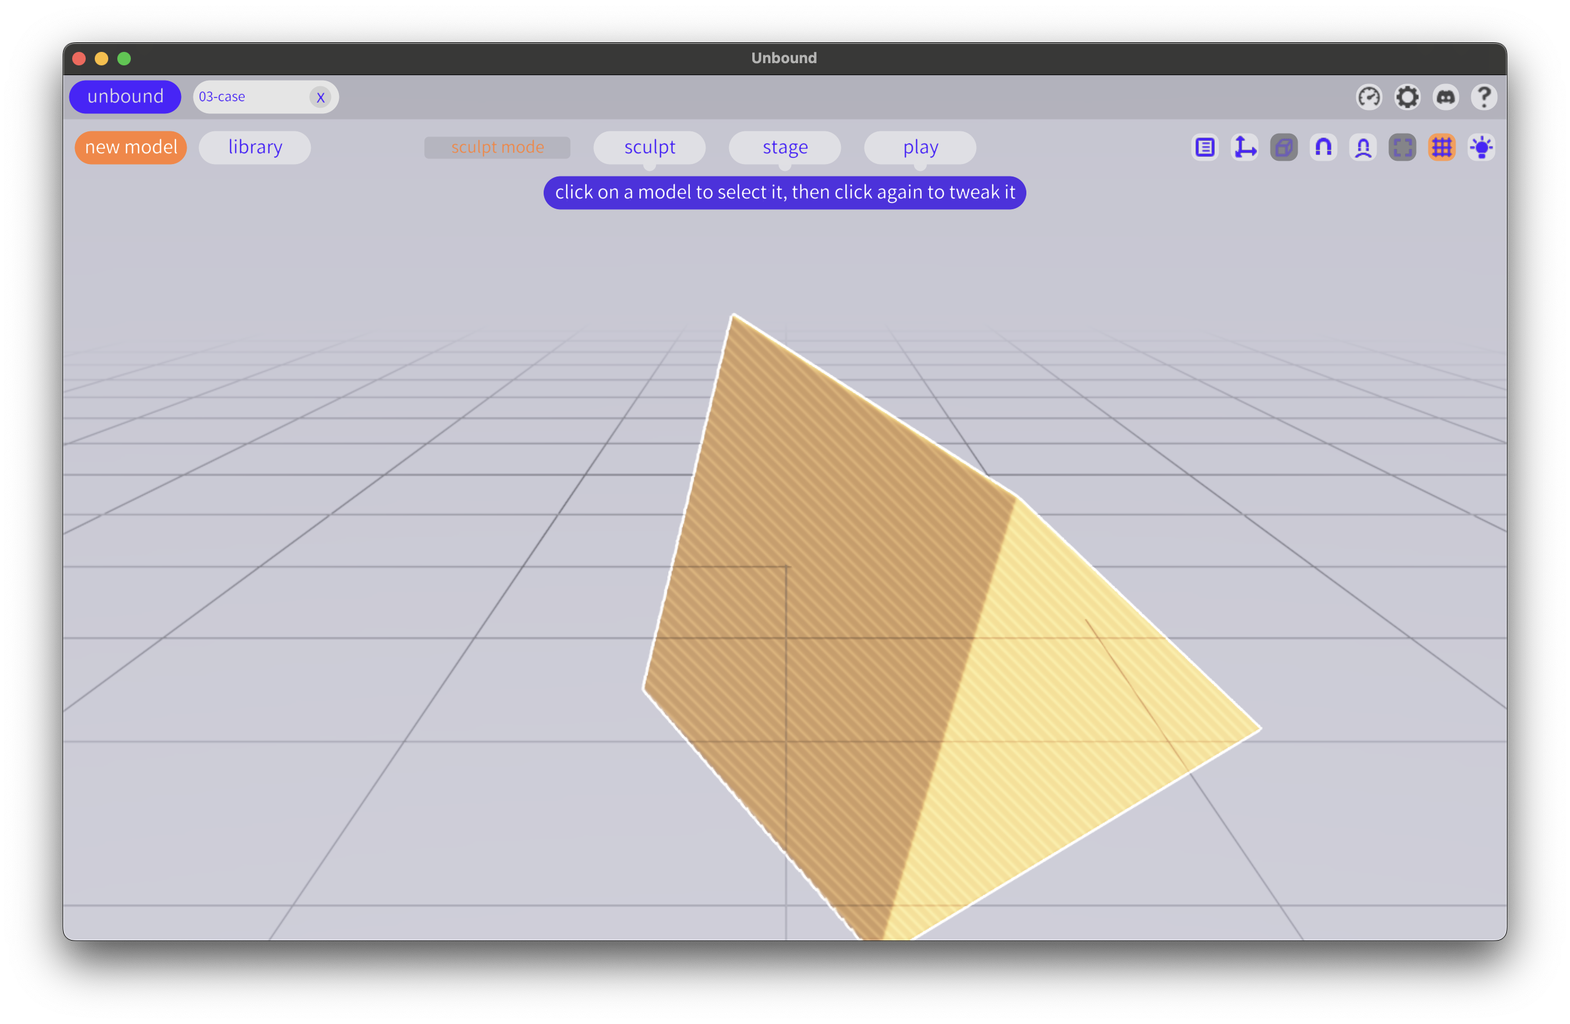 Unbound
unbound
03-case
X
?
new model
library
sculpt mode
sculpt
stage
play
click on a model to select it, then click again to tweak it